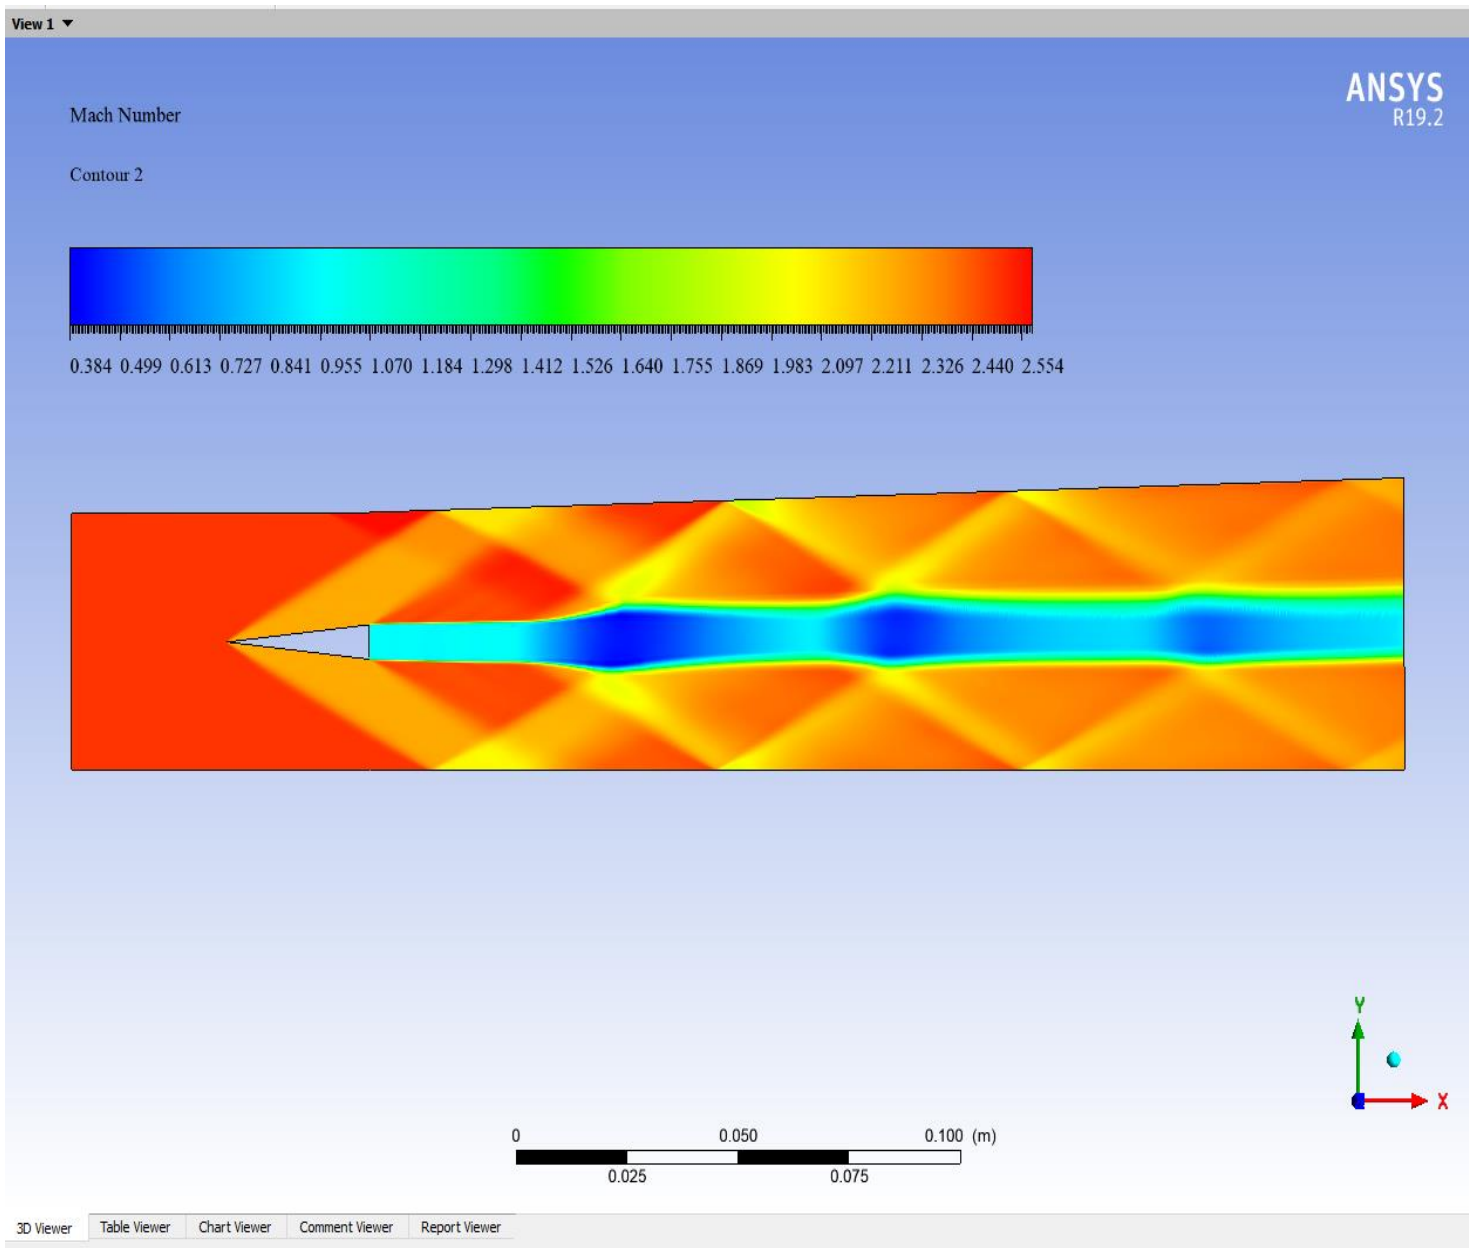 View 1
ANSYS
R19.2
Mach Number
Contour 2
0.384 0.499 0.613 0.727 0.841 0.955 1.070 1.184 1.298 1.412 1.526 1.640 1.755 1.869 1.983 2.097 2.211 2.326 2.440 2.554
Y
X
0 0.050 0.100 (m)
0.025 0.075
3D Viewer Table Viewer Chart Viewer Comment Viewer Report Viewer